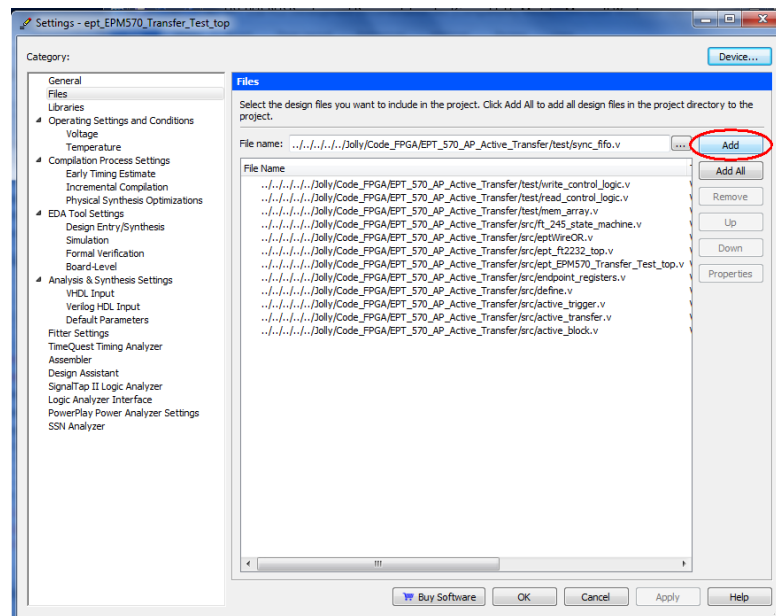 Settings - ept_EPM570_Transfer_Test_top
Category:
Device...
General
Files
Libraries
Operating Settings and Conditions
Voltage
Temperature
Compilation Process Settings
Early Timing Estimate
Incremental Compilation
Physical Synthesis Optimizations
EDA Tool Settings
Design Entry/Synthesis
Simulation
Formal Verification
Board-Level
Analysis & Synthesis Settings
VHDL Input
Verilog HDL Input
Default Parameters
Fitter Settings
TimeQuest Timing Analyzer
Assembler
Design Assistant
SignalTap II Logic Analyzer
Logic Analyzer Interface
PowerPlay Power Analyzer Settings
SSN Analyzer
Files
Select the design files you want to include in the project. Click Add All to add all design files in the project directory to the
project.
File name: ../../../../../Jolly/Code_FPGA/EPT_570_AP_Active_Transfer/test/sync_fifo.v ... Add
File Name
Add All
Remove
Up
Down
Properties
../../../../../Jolly/Code_FPGA/EPT_570_AP_Active_Transfer/test/write_control_logic.v
../../../../../Jolly/Code_FPGA/EPT_570_AP_Active_Transfer/test/read_control_logic.v
../../../../../Jolly/Code_FPGA/EPT_570_AP_Active_Transfer/test/mem_array.v
../../../../../Jolly/Code_FPGA/EPT_570_AP_Active_Transfer/src/ft_245_state_machine.v
../../../../../Jolly/Code_FPGA/EPT_570_AP_Active_Transfer/src/eptWireOR.v
../../../../../Jolly/Code_FPGA/EPT_570_AP_Active_Transfer/src/ept_ft2232_top.v
../../../../../Jolly/Code_FPGA/EPT_570_AP_Active_Transfer/src/ept_EPM570_Transfer_Test_top.v
../../../../../Jolly/Code_FPGA/EPT_570_AP_Active_Transfer/src/endpoint_registers.v
../../../../../Jolly/Code_FPGA/EPT_570_AP_Active_Transfer/src/define.v
../../../../../Jolly/Code_FPGA/EPT_570_AP_Active_Transfer/src/active_trigger.v
../../../../../Jolly/Code_FPGA/EPT_570_AP_Active_Transfer/src/active_transfer.v
../../../../../Jolly/Code_FPGA/EPT_570_AP_Active_Transfer/src/active_block.v
Buy Software
OK
Cancel
Apply
Help